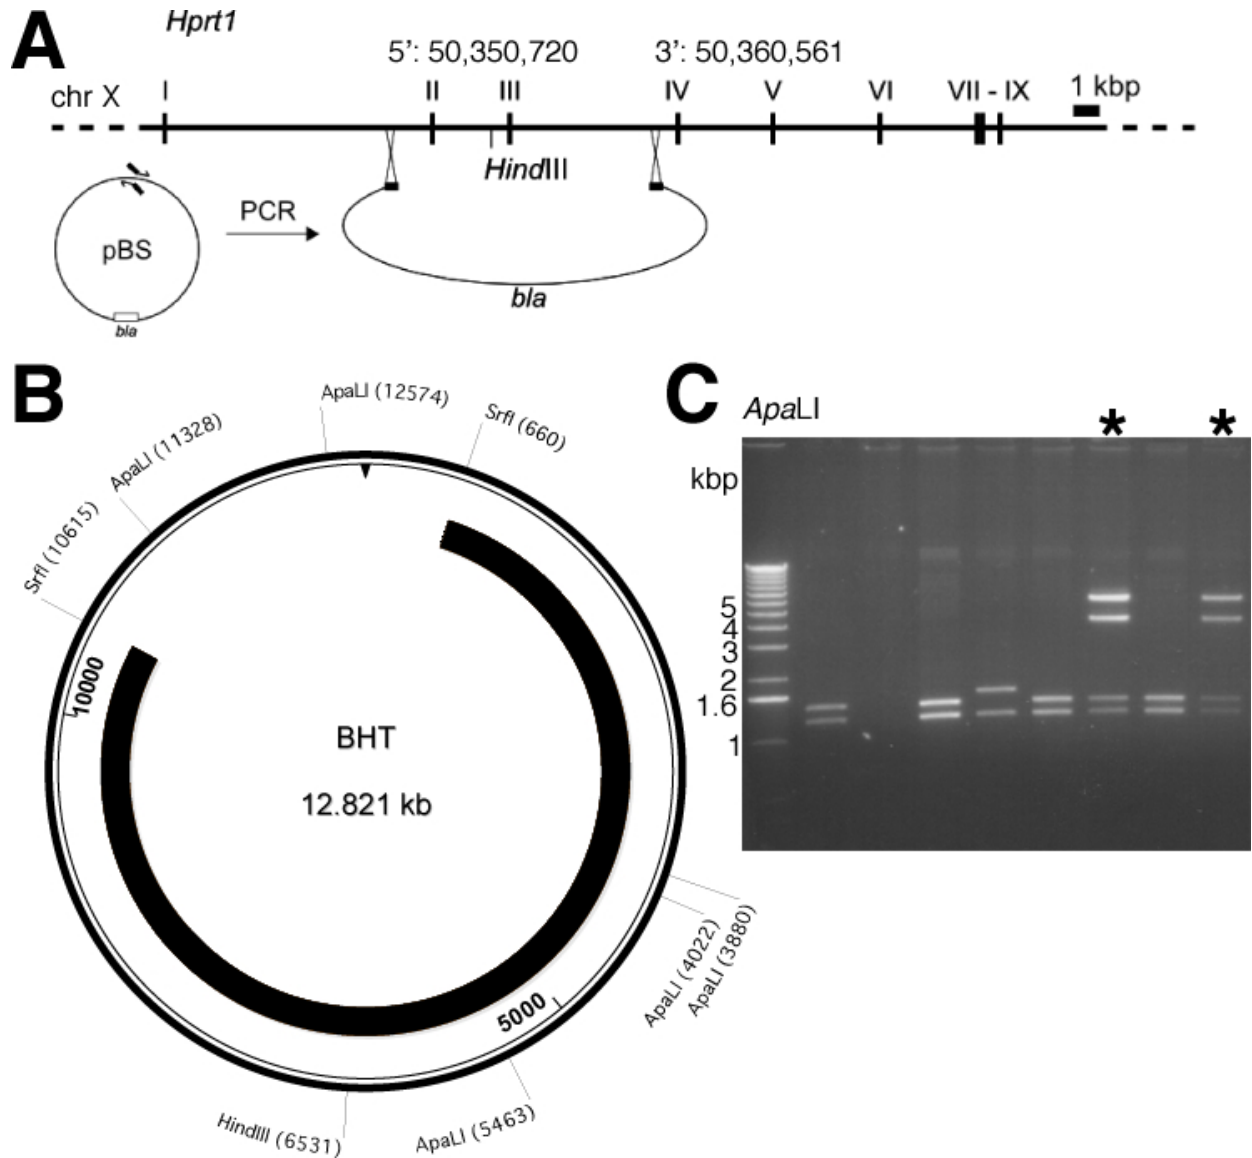 A
Hprt1
5’: 50,350,720 3’: 50,360,561
chr X I II III IV V VI VII - IX 1 kbp
HindIII
pBS
PCR
bla
bla
B
ApaLI (12574)
SrfI (660)
ApaLI (11328)
SrfI (10615)
10000
BHT
12.821 kb
5000
ApaLI (4022)
ApaLI (3880)
HindIII (6531)
ApaLI (5463)
C
ApaLI
* *
kbp
5
4
3
2
1.6
1